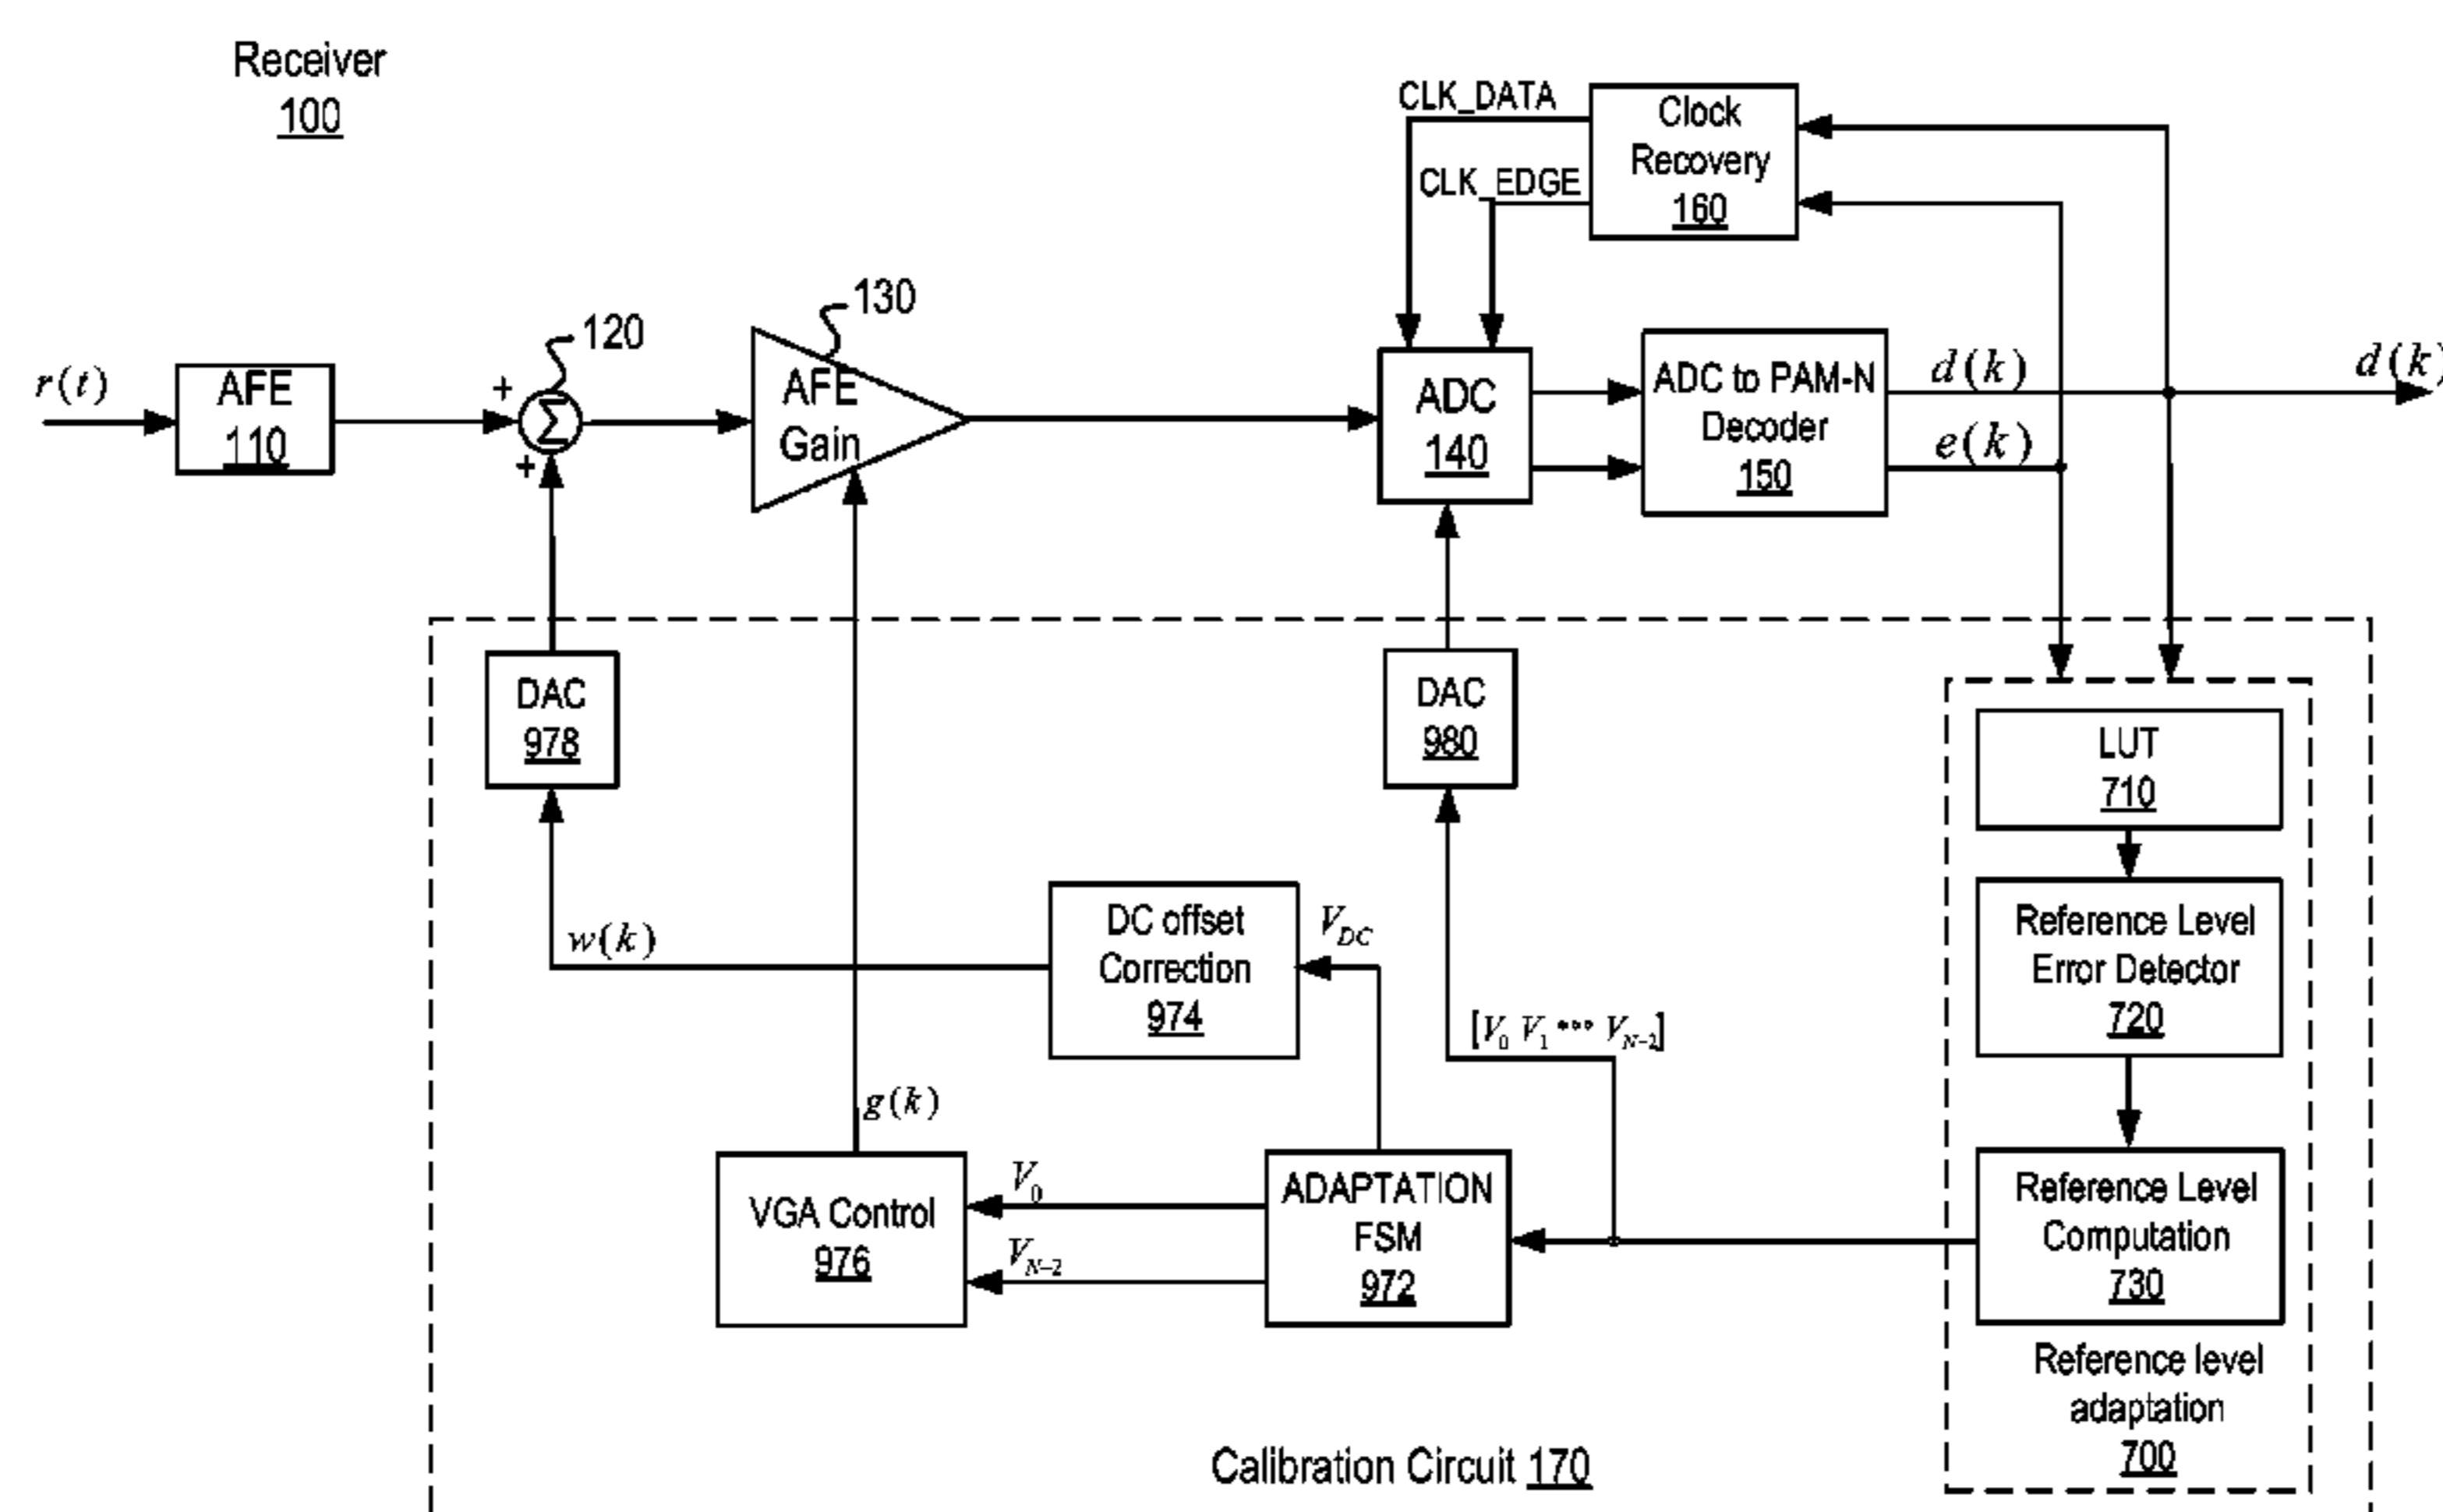 Receiver
100
CLK_DATA
CLK_EDGE
Clock
Recovery
160
r(t)
AFE
110
+
+
Σ
120
130
AFE
Gain
ADC
140
ADC to PAM-N
Decoder
150
d(k)
e(k)
d(k)
DAC
978
DAC
980
LUT
710
w(k)
DC offset
Correction
974
V_DC
Reference Level
Error Detector
720
[V_0 V_1 ••• V_{N-2}]
g(k)
VGA Control
976
V_0
V_{N-2}
ADAPTATION
FSM
972
Reference Level
Computation
730
Reference level
adaptation
700
Calibration Circuit 170